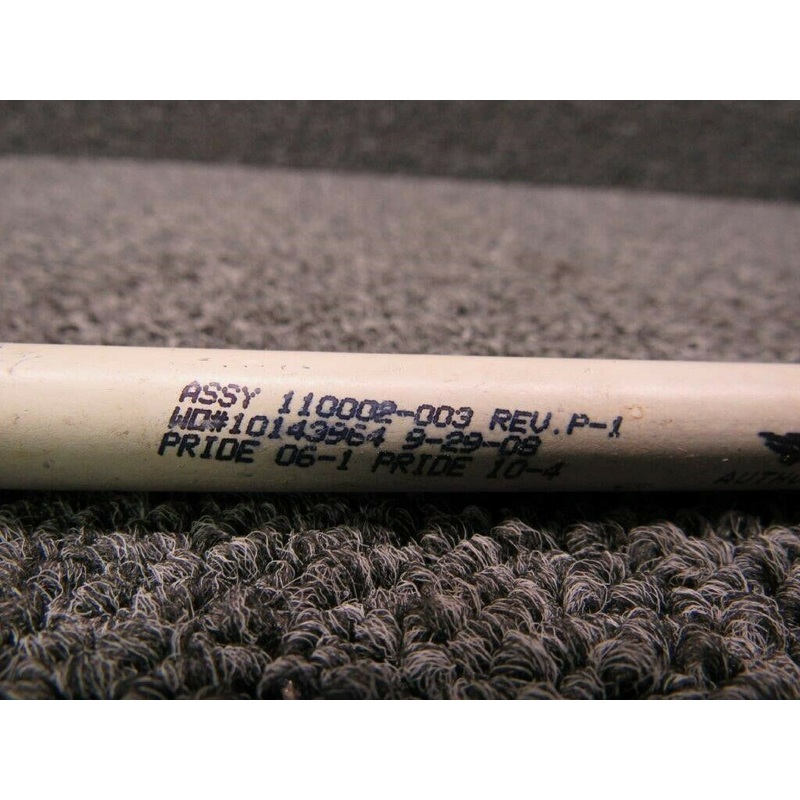 ASSY 110002-003 REV.P-1
WO#10143964 9-29-08
PRIDE 06-1 PRIDE 10-4